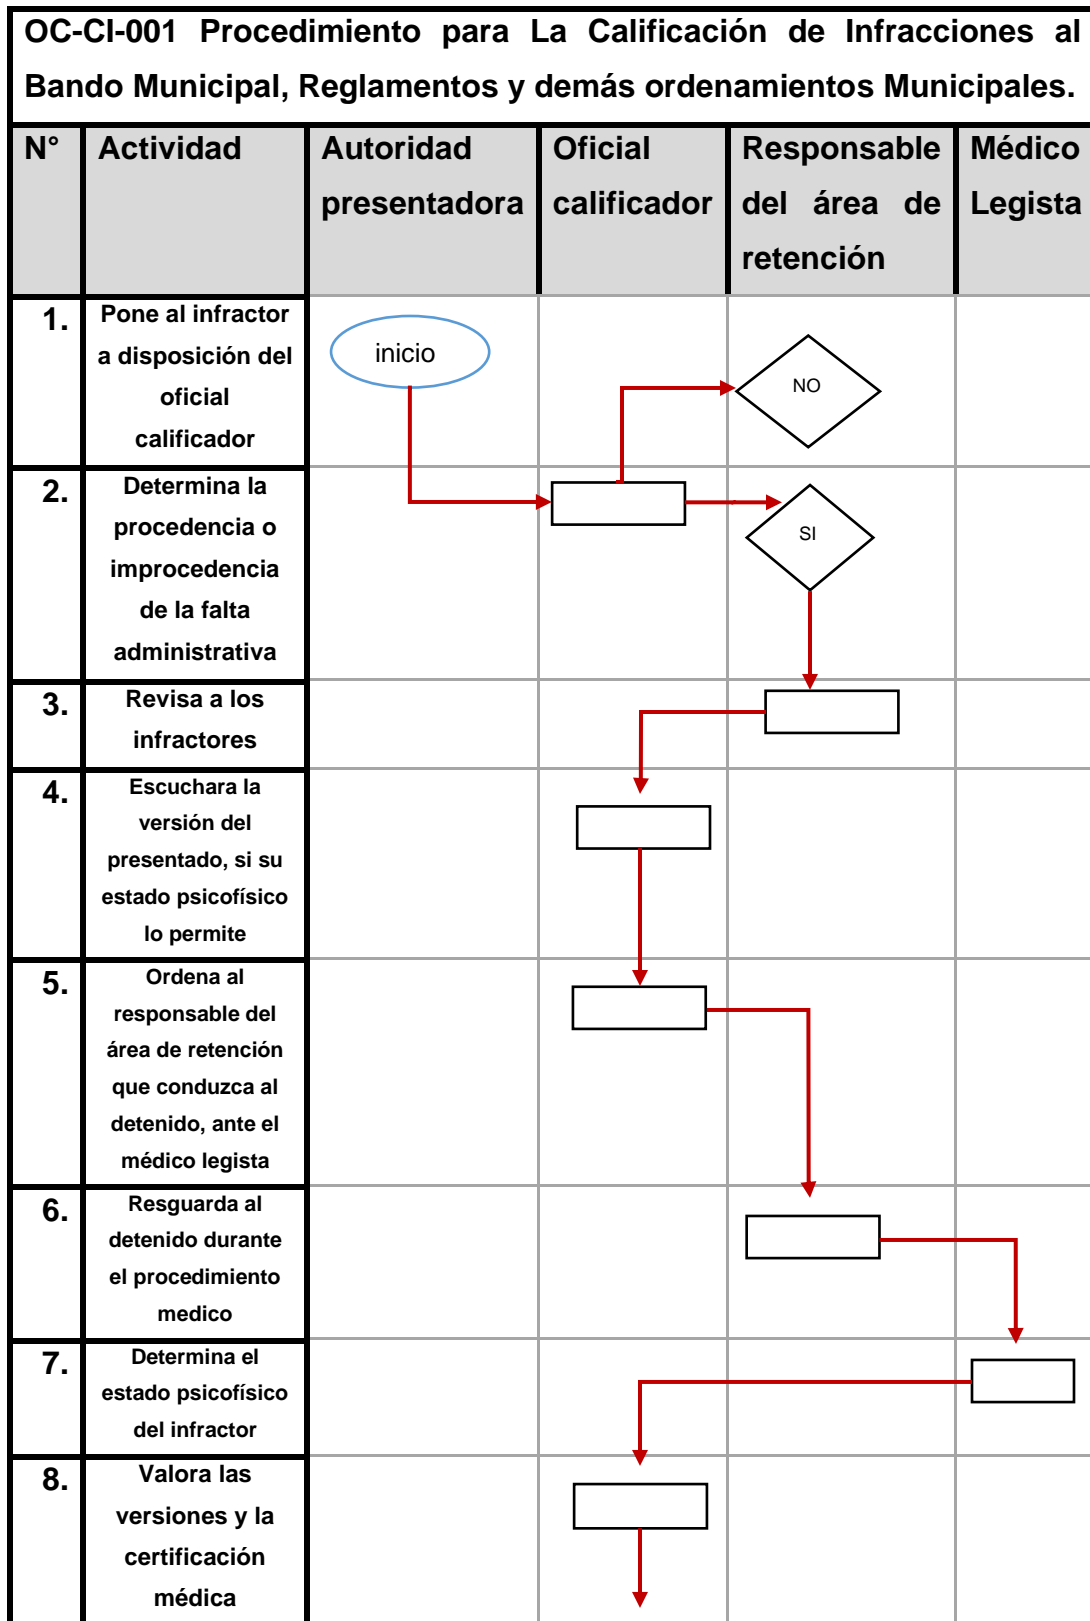 OC-CI-001 Procedimiento para La Calificación de Infracciones al
Bando Municipal, Reglamentos y demás ordenamientos Municipales.
N° Actividad Autoridad Oficial Responsable Médico
presentadora calificador del área de Legista
retención
1. Pone al infractor
a disposición del
oficial
calificador
inicio
NO
2. Determina la
procedencia o
improcedencia
de la falta
administrativa
SI
3. Revisa a los
infractores
4. Escuchara la
versión del
presentado, si su
estado psicofísico
lo permite
5. Ordena al
responsable del
área de retención
que conduzca al
detenido, ante el
médico legista
6. Resguarda al
detenido durante
el procedimiento
medico
7. Determina el
estado psicofísico
del infractor
8. Valora las
versiones y la
certificación
médica